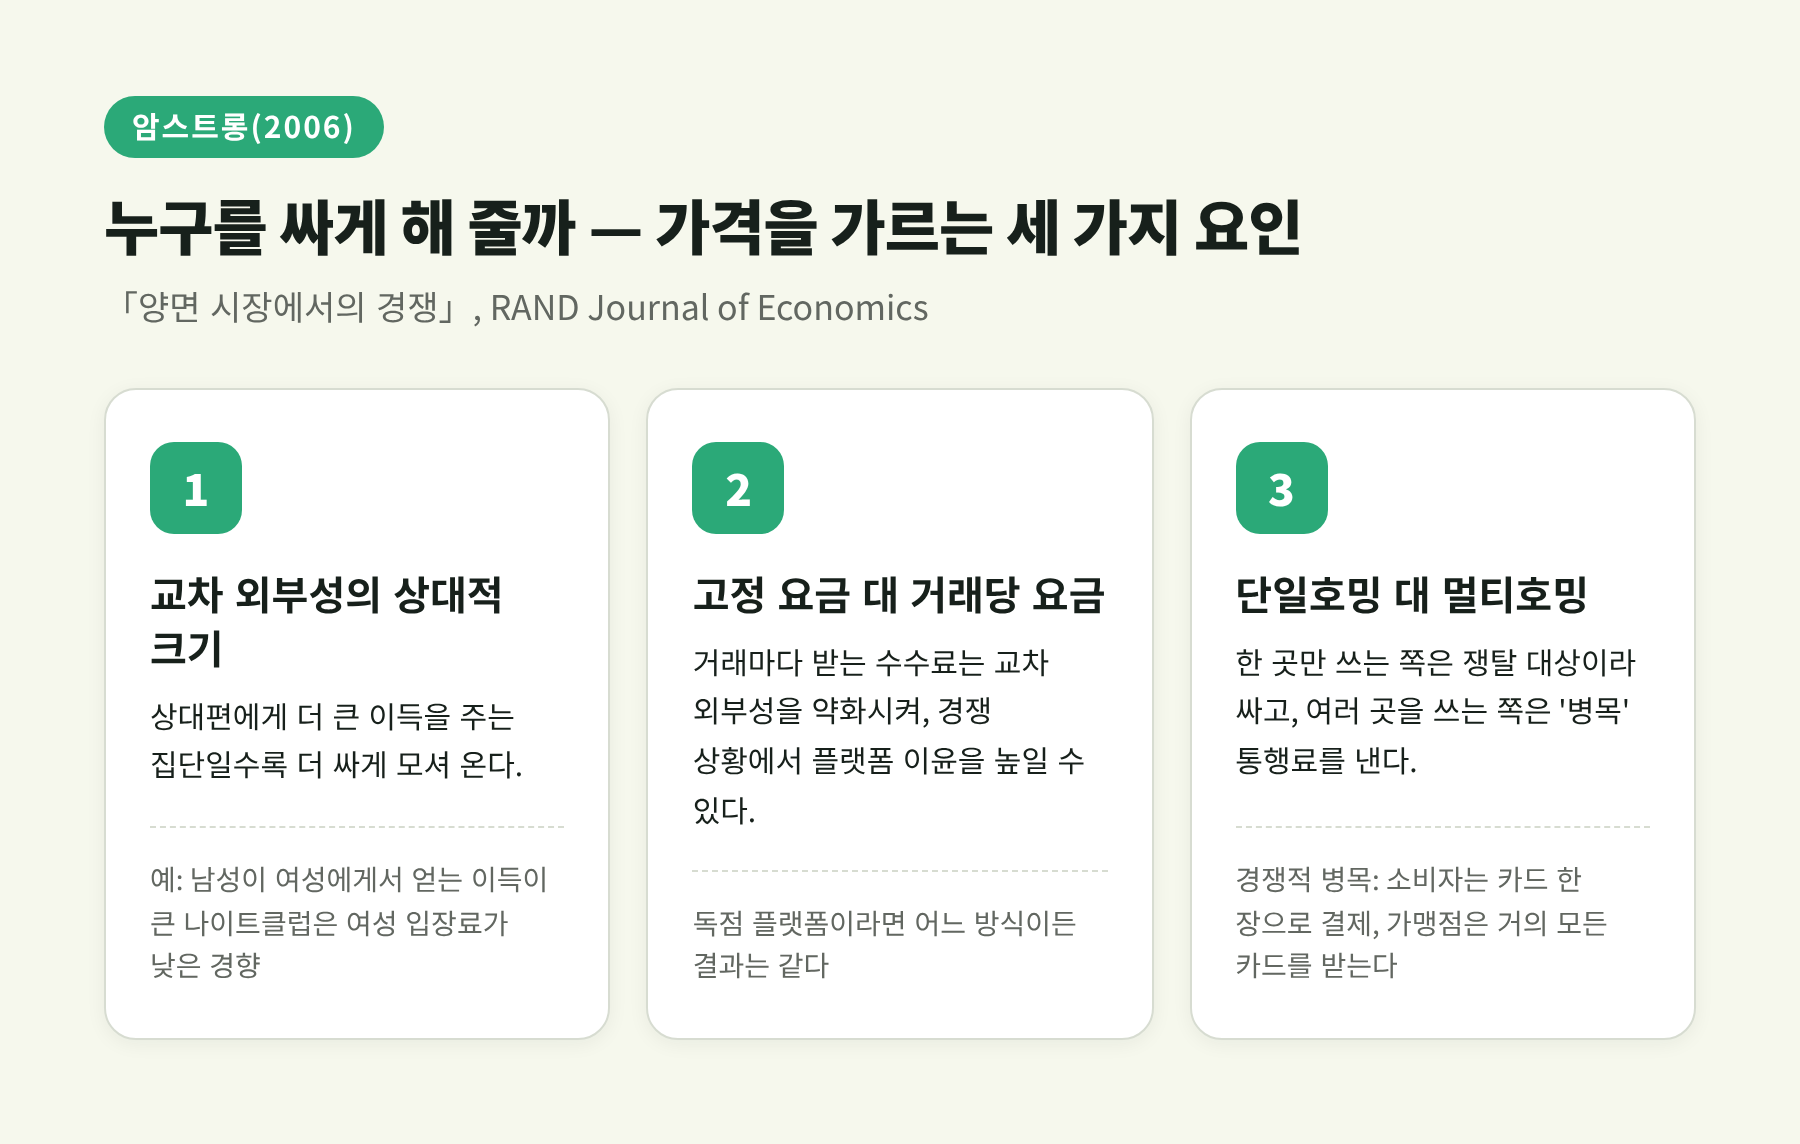 암스트롱(2006)
누구를 싸게 해 줄까 — 가격을 가르는 세 가지 요인
「양면 시장에서의 경쟁」, RAND Journal of Economics
1
교차 외부성의 상대적
크기
상대편에게 더 큰 이득을 주는
집단일수록 더 싸게 모셔 온다.
예: 남성이 여성에게서 얻는 이득이
큰 나이트클럽은 여성 입장료가
낮은 경향
2
고정 요금 대 거래당 요금
거래마다 받는 수수료는 교차
외부성을 약화시켜, 경쟁
상황에서 플랫폼 이윤을 높일 수
있다.
독점 플랫폼이라면 어느 방식이든
결과는 같다
3
단일호밍 대 멀티호밍
한 곳만 쓰는 쪽은 쟁탈 대상이라
싸고, 여러 곳을 쓰는 쪽은 '병목'
통행료를 낸다.
경쟁적 병목: 소비자는 카드 한
장으로 결제, 가맹점은 거의 모든
카드를 받는다